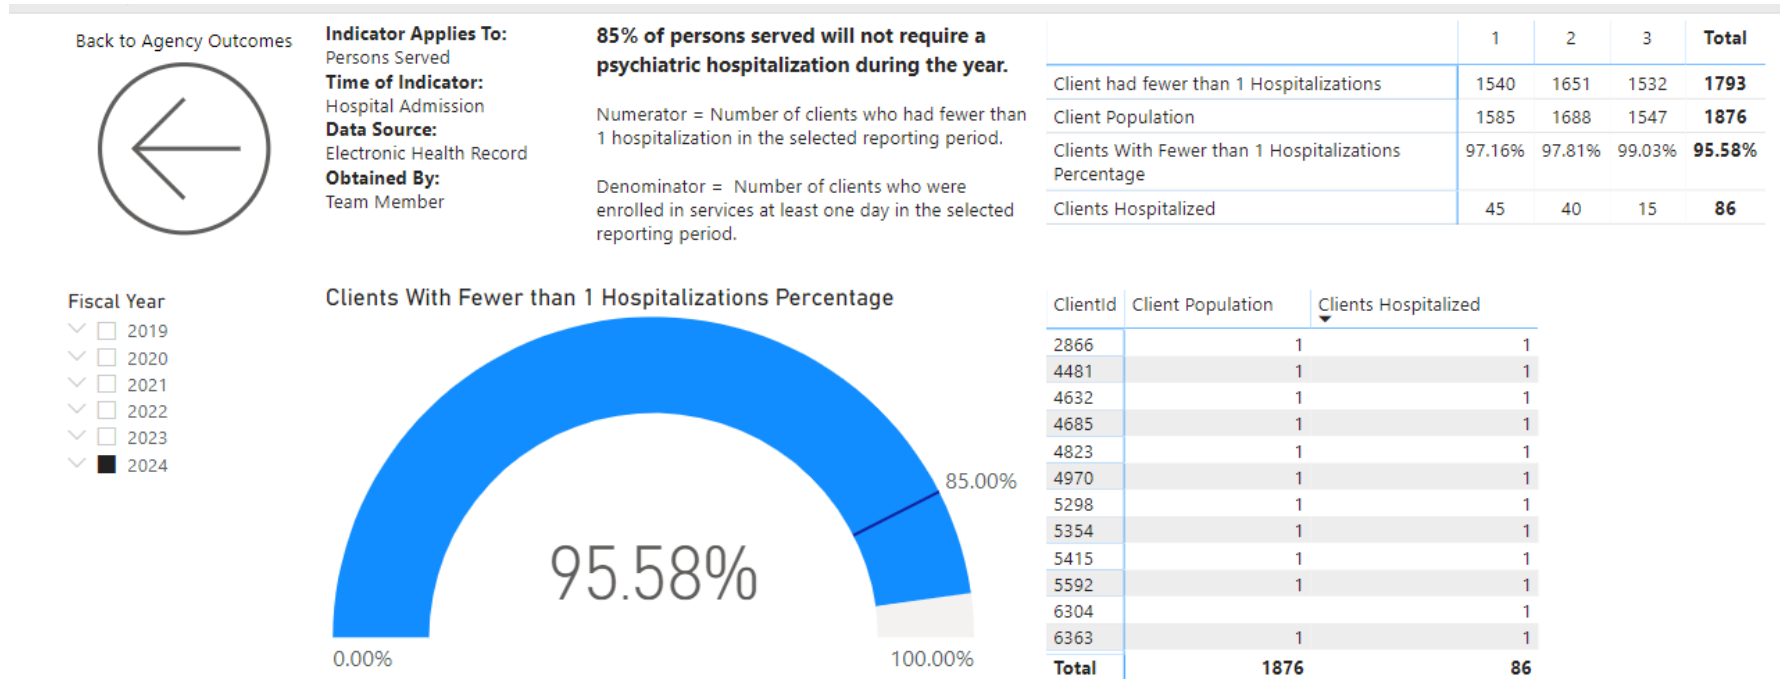 Back to Agency Outcomes
Indicator Applies To:
Persons Served
Time of Indicator:
Hospital Admission
Data Source:
Electronic Health Record
Obtained By:
Team Member
85% of persons served will not require a
psychiatric hospitalization during the year.
Numerator = Number of clients who had fewer than
1 hospitalization in the selected reporting period.
Denominator = Number of clients who were
enrolled in services at least one day in the selected
reporting period.
1 2 3 Total
Client had fewer than 1 Hospitalizations 1540 1651 1532 1793
Client Population 1585 1688 1547 1876
Clients With Fewer than 1 Hospitalizations 97.16% 97.81% 99.03% 95.58%
Percentage
Clients Hospitalized 45 40 15 86
Fiscal Year
2019
2020
2021
2022
2023
2024
Clients With Fewer than 1 Hospitalizations Percentage
85.00%
95.58%
0.00% 100.00%
ClientId Client Population Clients Hospitalized
2866 1 1
4481 1 1
4632 1 1
4685 1 1
4823 1 1
4970 1 1
5298 1 1
5354 1 1
5415 1 1
5592 1 1
6304 1
6363 1 1
Total 1876 86